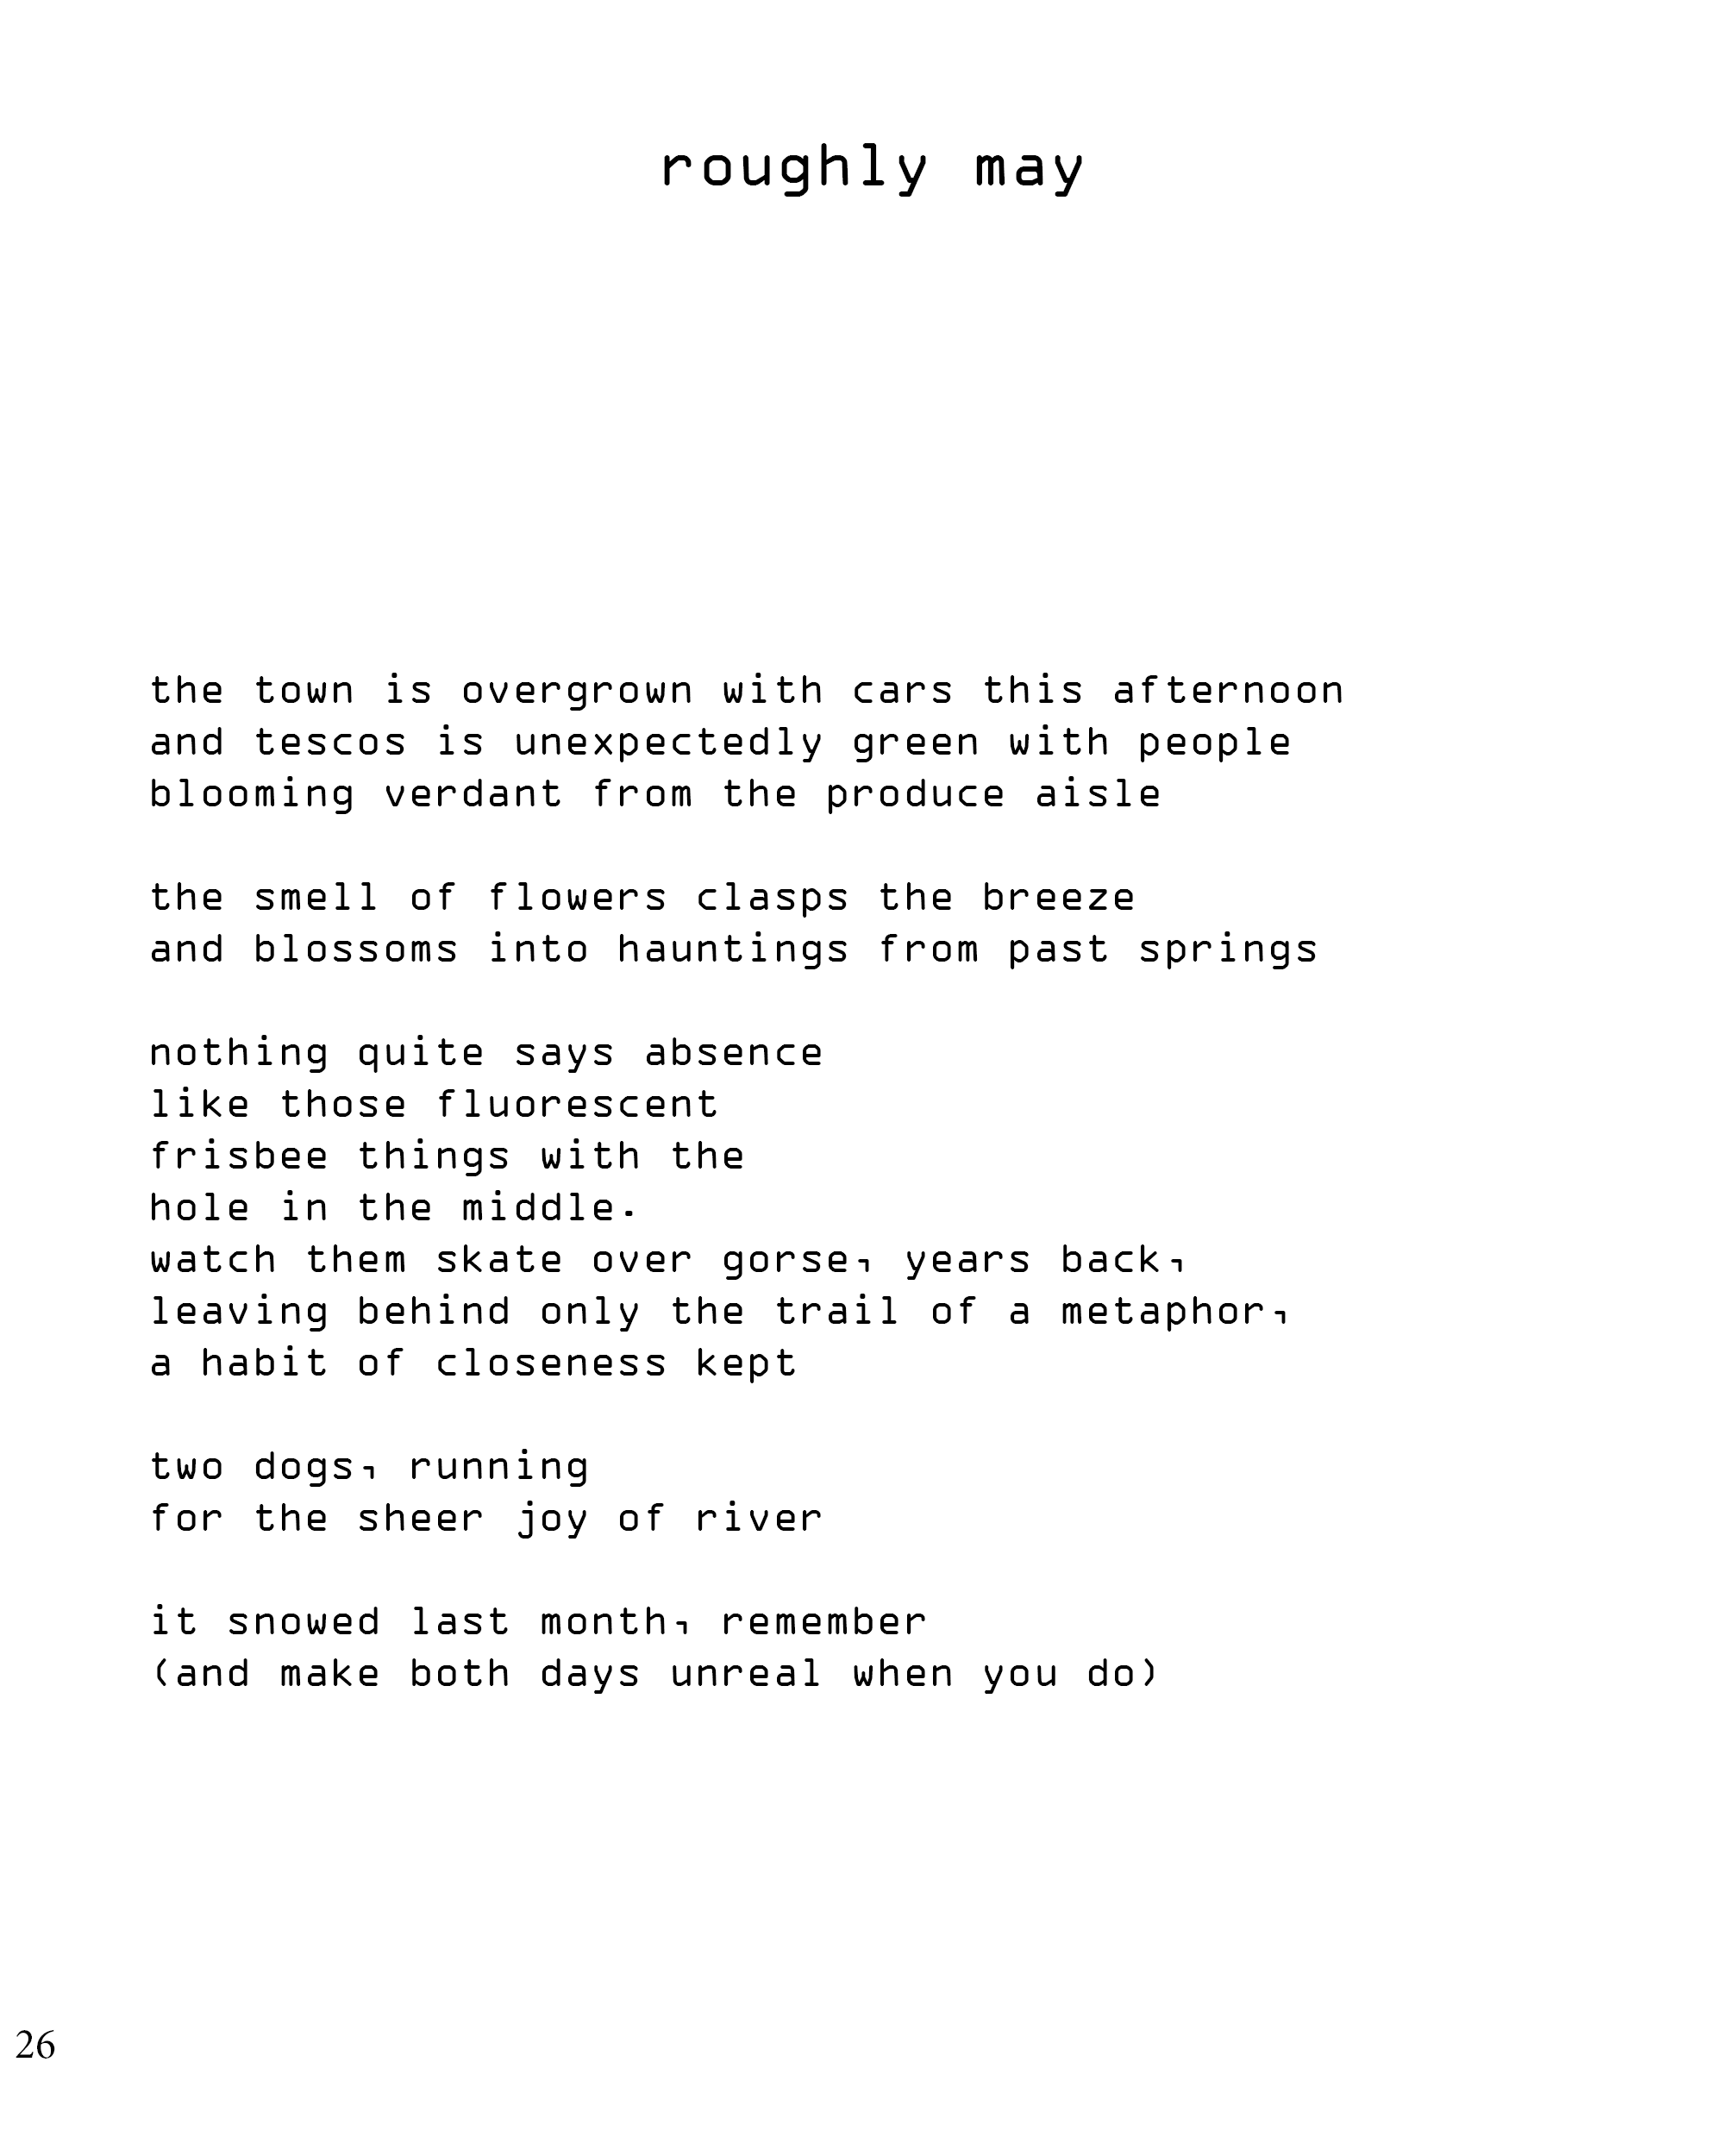 roughly may
the town is overgrown with cars this afternoon
and tescos is unexpectedly green with people
blooming verdant from the produce aisle
the smell of flowers clasps the breeze
and blossoms into hauntings from past springs
nothing quite says absence
like those fluorescent
frisbee things with the
hole in the middle.
watch them skate over gorse, years back,
leaving behind only the trail of a metaphor,
a habit of closeness kept
two dogs, running
for the sheer joy of river
it snowed last month, remember
(and make both days unreal when you do)
26